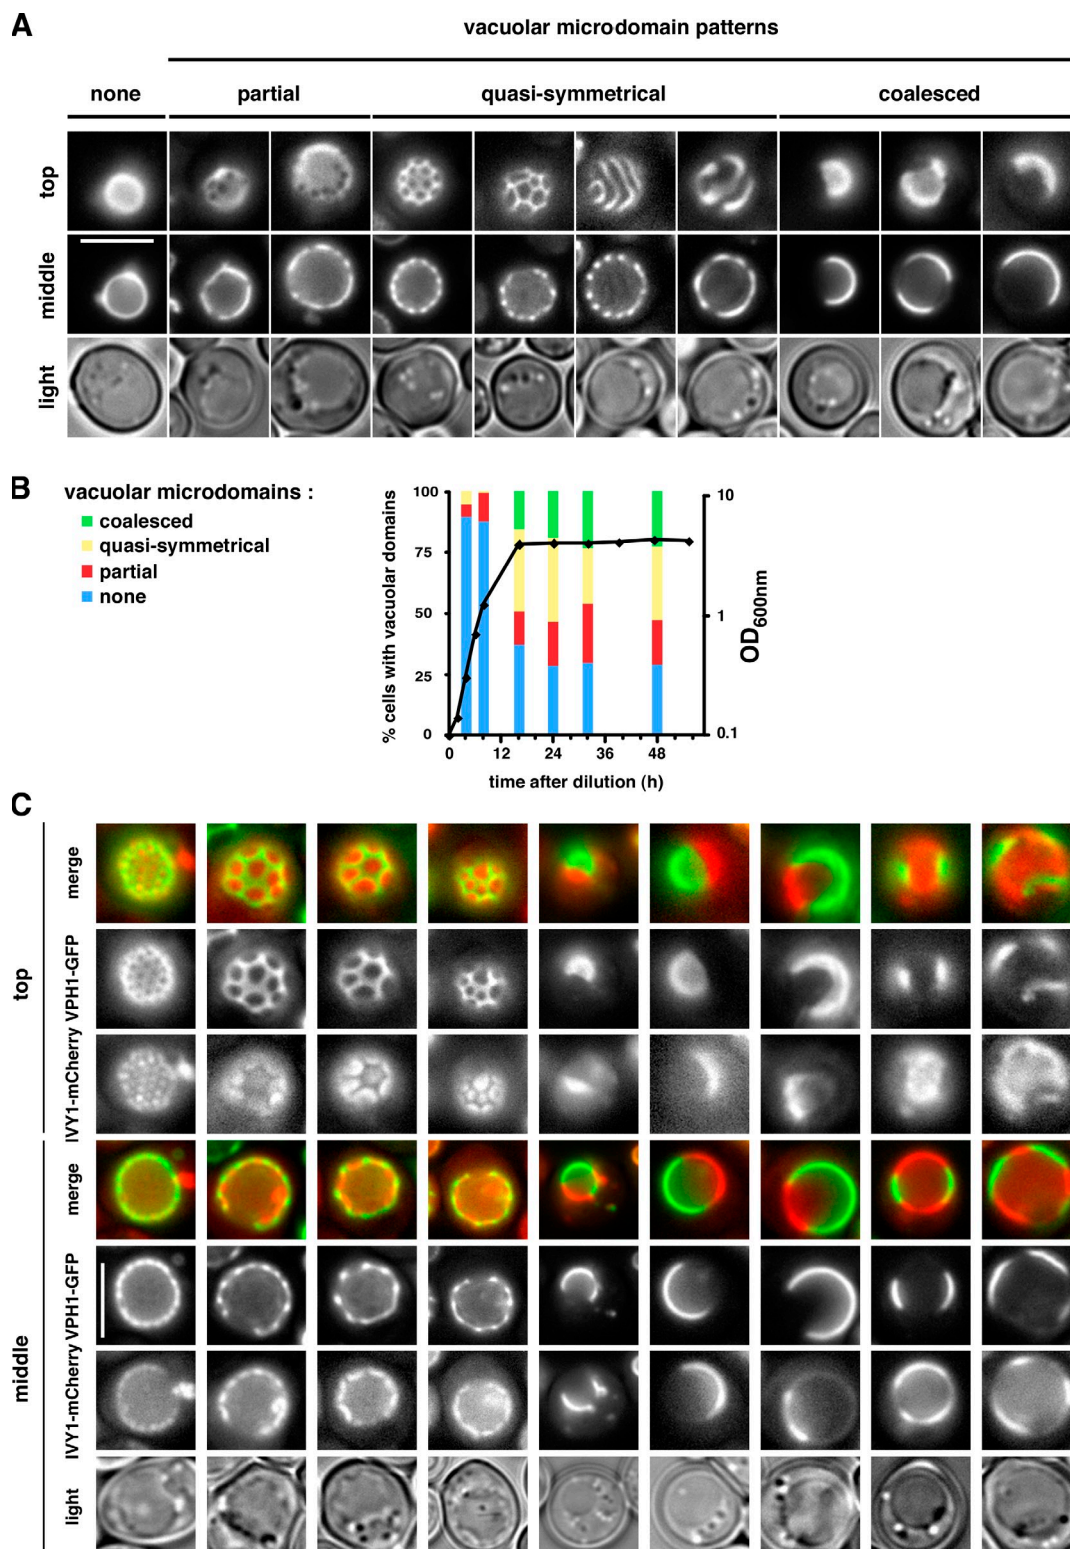 A
vacuolar microdomain patterns
none partial quasi-symmetrical coalesced
top
middle
light
B
vacuolar microdomains :
coalesced
quasi-symmetrical
partial
none
% cells with vacuolar domains
100
75
50
25
0
10
1
0.1
OD600nm
0 12 24 36 48
time after dilution (h)
C
top
merge
VPH1-GFP
IVY1-mCherry
middle
merge
VPH1-GFP
IVY1-mCherry
light